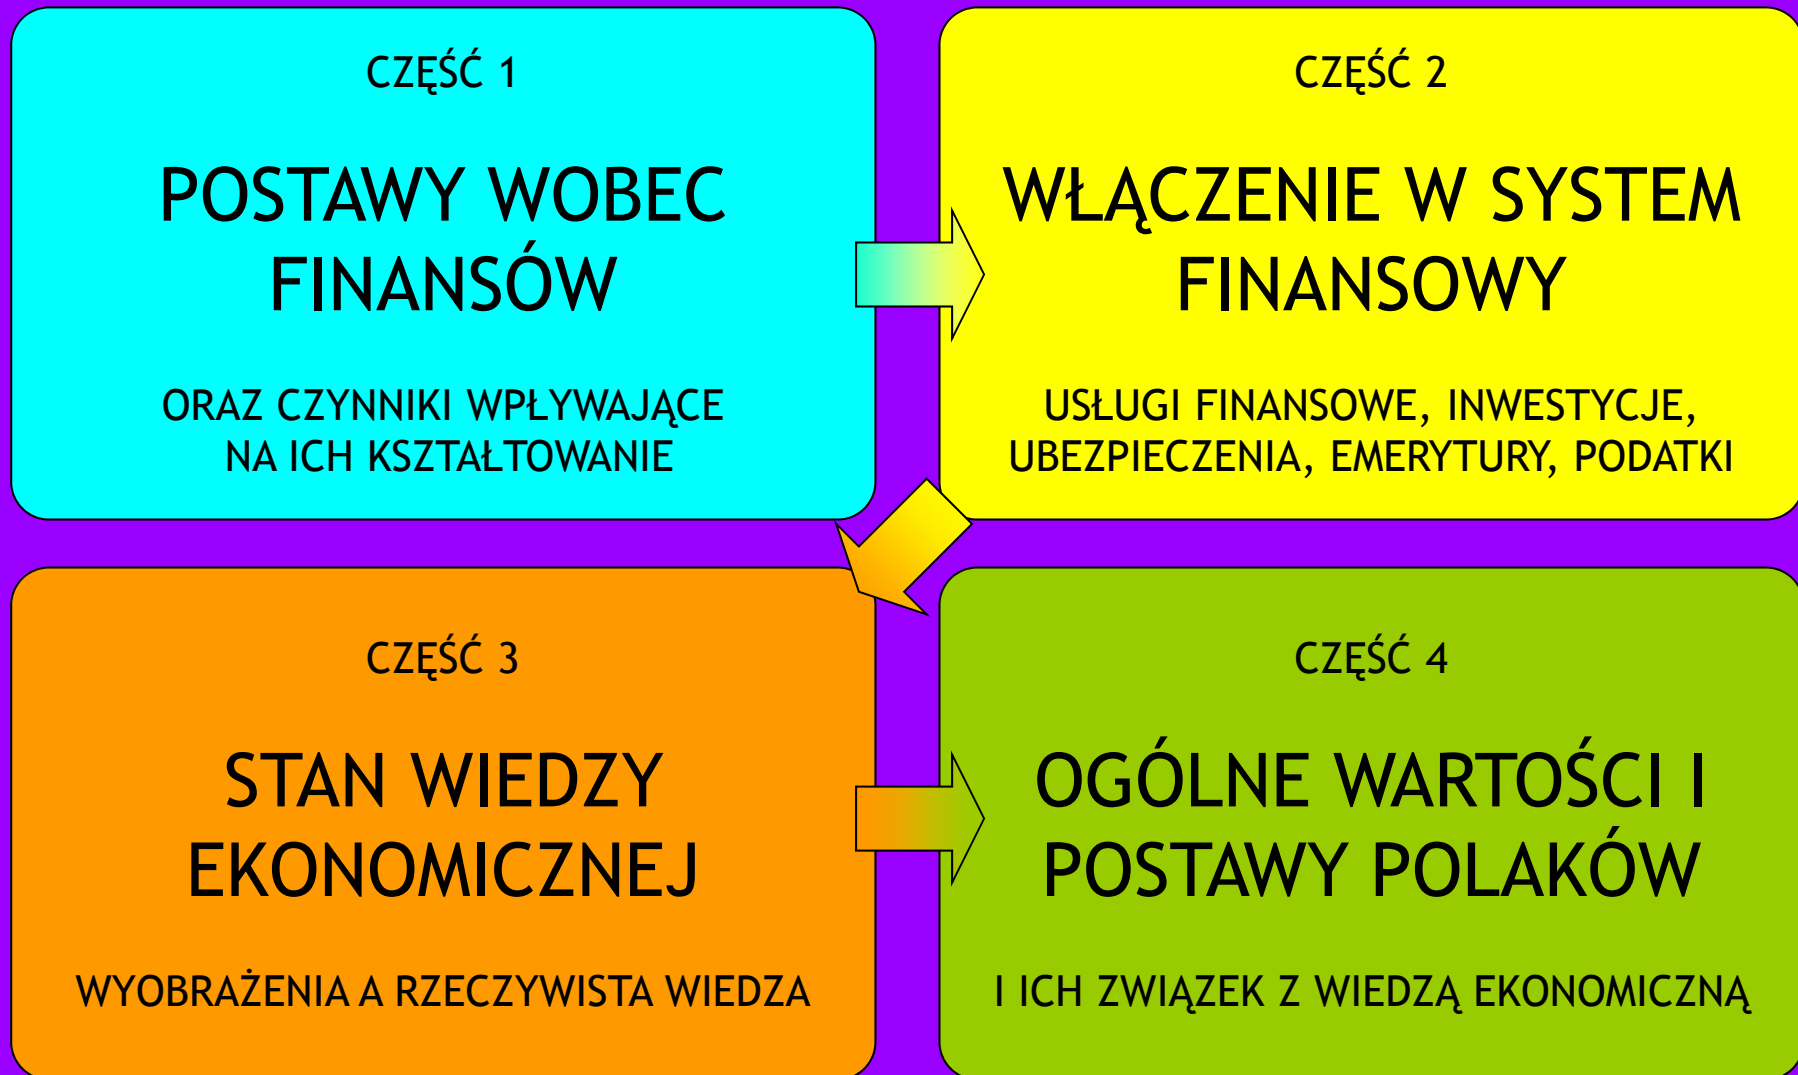 CZĘŚĆ 1
POSTAWY WOBEC
FINANSÓW
ORAZ CZYNNIKI WPŁYWAJĄCE
NA ICH KSZTAŁTOWANIE
CZĘŚĆ 2
WŁĄCZENIE W SYSTEM
FINANSOWY
USŁUGI FINANSOWE, INWESTYCJE,
UBEZPIECZENIA, EMERYTURY, PODATKI
CZĘŚĆ 3
STAN WIEDZY
EKONOMICZNEJ
WYOBRAŻENIA A RZECZYWISTA WIEDZA
CZĘŚĆ 4
OGÓLNE WARTOŚCI I
POSTAWY POLAKÓW
I ICH ZWIĄZEK Z WIEDZĄ EKONOMICZNĄ